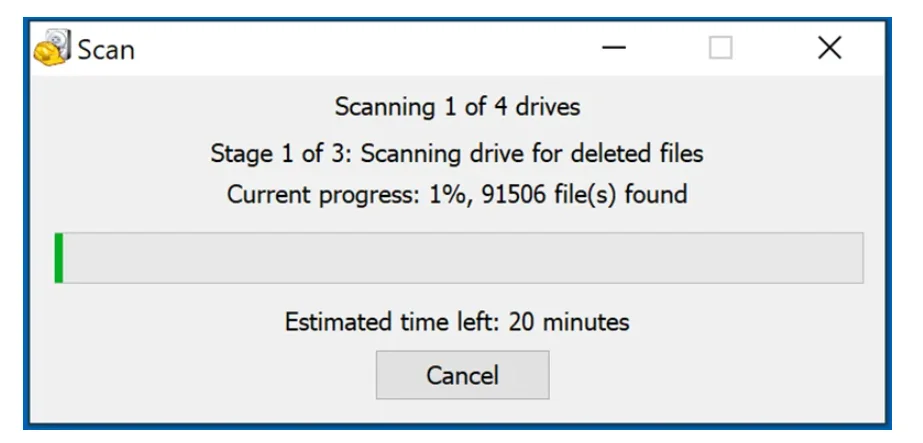 Scan
Scanning 1 of 4 drives
Stage 1 of 3: Scanning drive for deleted files
Current progress: 1%, 91506 file(s) found
Estimated time left: 20 minutes
Cancel